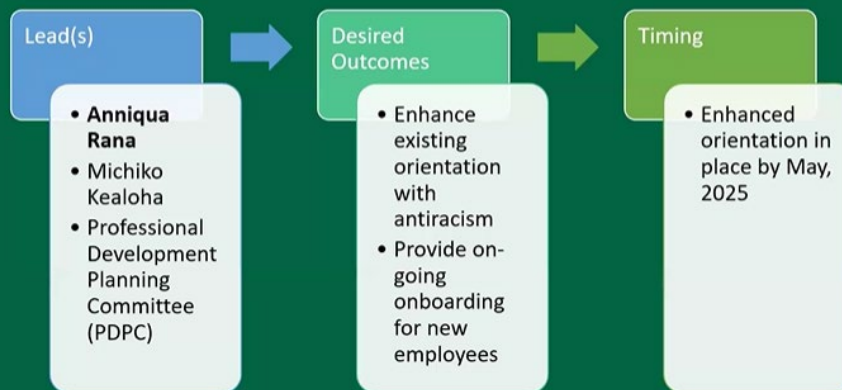 Lead(s)
• Anniqua
Rana
• Michiko
Kealoha
• Professional
Development
Planning
Committee
(PDPC)
Desired
Outcomes
• Enhance
existing
orientation
with
antiracism
• Provide on-
going
onboarding
for new
employees
Timing
• Enhanced
orientation in
place by May,
2025